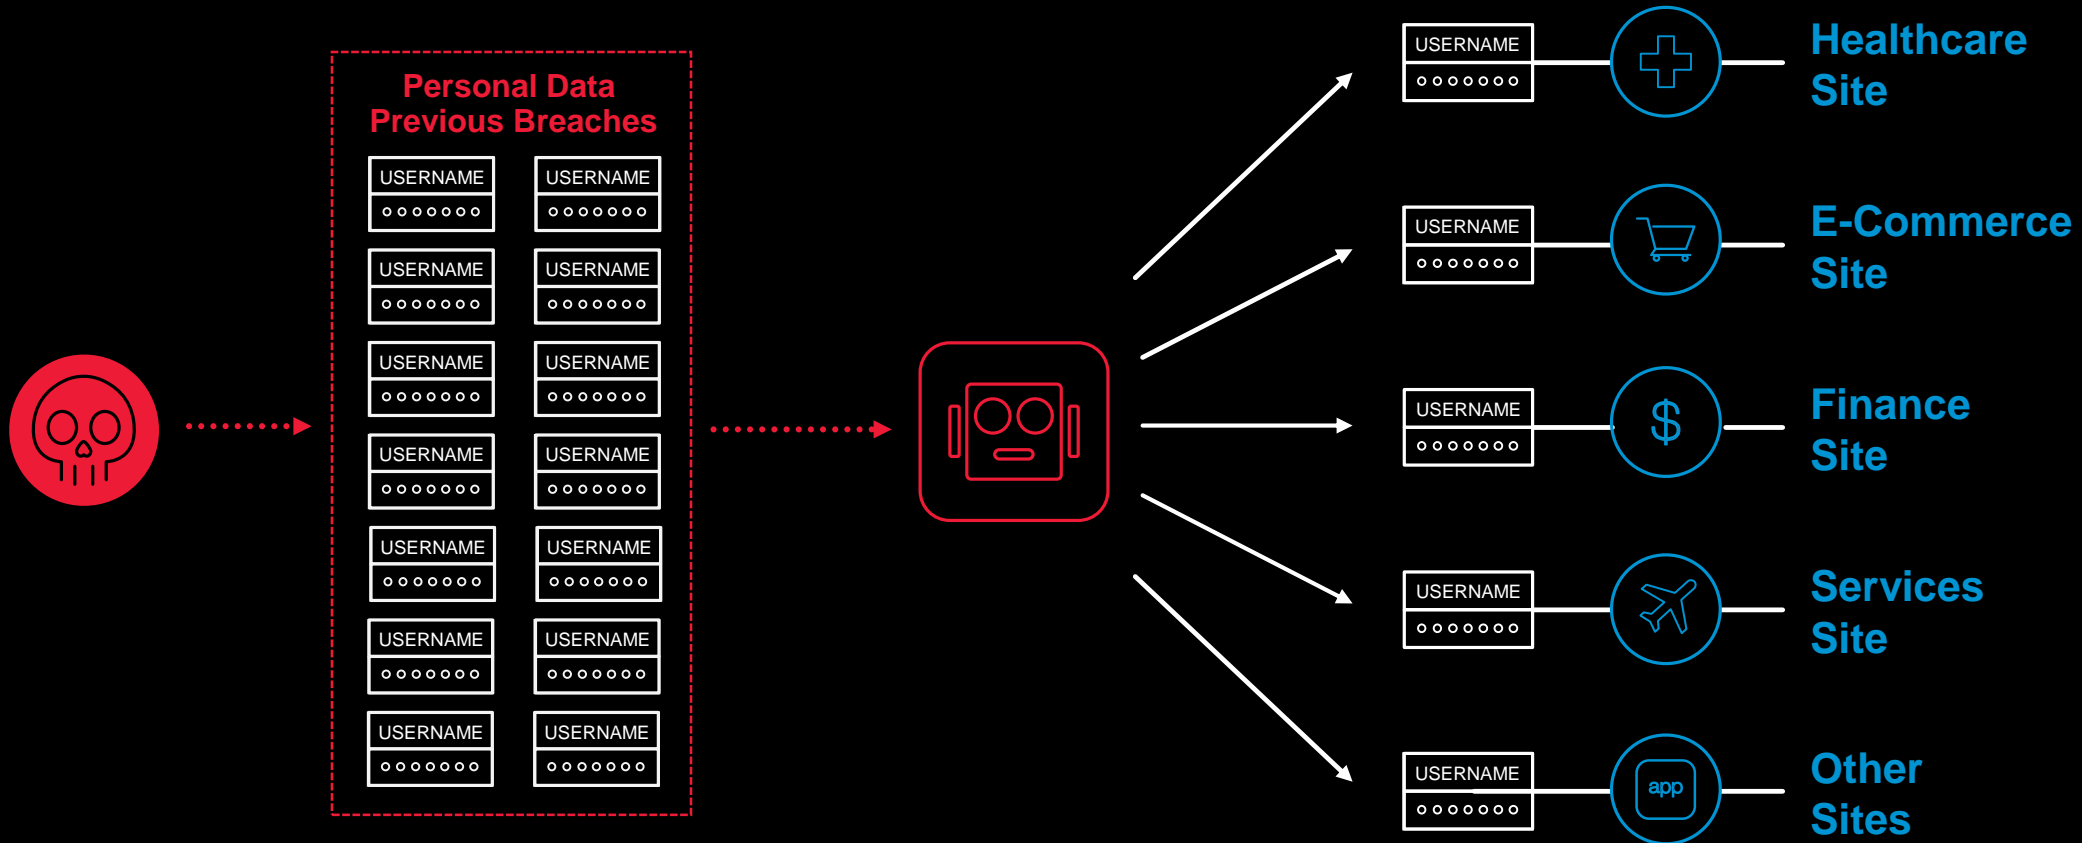 Personal Data
Previous Breaches
USERNAME USERNAME
USERNAME USERNAME
USERNAME USERNAME
USERNAME USERNAME
USERNAME USERNAME
USERNAME USERNAME
USERNAME USERNAME
USERNAME
Healthcare
Site
USERNAME
E-Commerce
Site
USERNAME
$
Finance
Site
USERNAME
Services
Site
USERNAME
app
Other
Sites